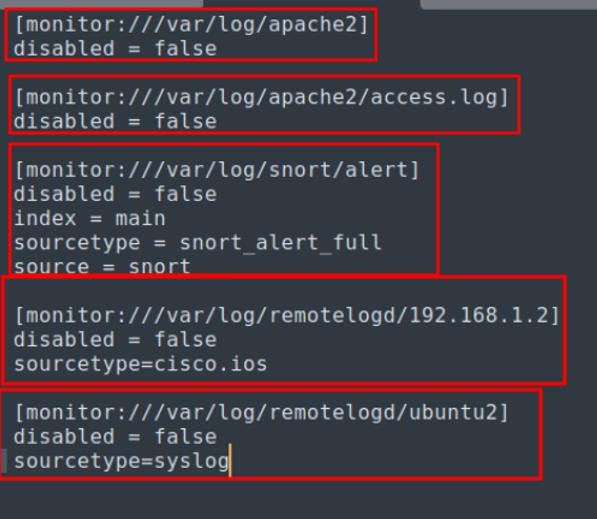 [monitor:///var/log/apache2]
disabled = false
[monitor:///var/log/apache2/access.log]
disabled = false
[monitor:///var/log/snort/alert]
disabled = false
index = main
sourcetype = snort_alert_full
source = snort
[monitor:///var/log/remotelogd/192.168.1.2]
disabled = false
sourcetype=cisco.ios
[monitor:///var/log/remotelogd/ubuntu2]
disabled = false
sourcetype=syslog